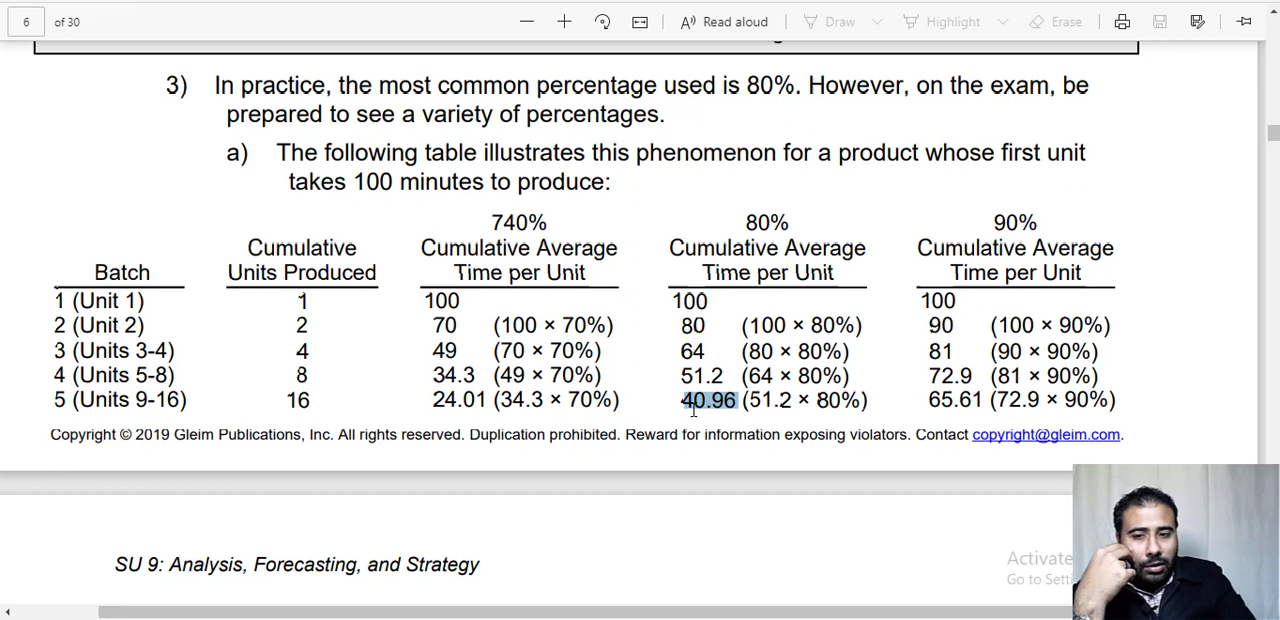 6 of 30 Read aloud Draw Highlight Erase
3) In practice, the most common percentage used is 80%. However, on the exam, be
prepared to see a variety of percentages.
a) The following table illustrates this phenomenon for a product whose first unit
takes 100 minutes to produce:
740% 80% 90%
Cumulative Cumulative Average Cumulative Average Cumulative Average
Batch Units Produced Time per Unit Time per Unit Time per Unit
1 (Unit 1) 1 100 100 100
2 (Unit 2) 2 70 (100 × 70%) 80 (100 × 80%) 90 (100 × 90%)
3 (Units 3-4) 4 49 (70 × 70%) 64 (80 × 80%) 81 (90 × 90%)
4 (Units 5-8) 8 34.3 (49 × 70%) 51.2 (64 × 80%) 72.9 (81 × 90%)
5 (Units 9-16) 16 24.01 (34.3 × 70%) 40.96 (51.2 × 80%) 65.61 (72.9 × 90%)
Copyright © 2019 Gleim Publications, Inc. All rights reserved. Duplication prohibited. Reward for information exposing violators. Contact copyright@gleim.com.
SU 9: Analysis, Forecasting, and Strategy
Activate
Go to Setti